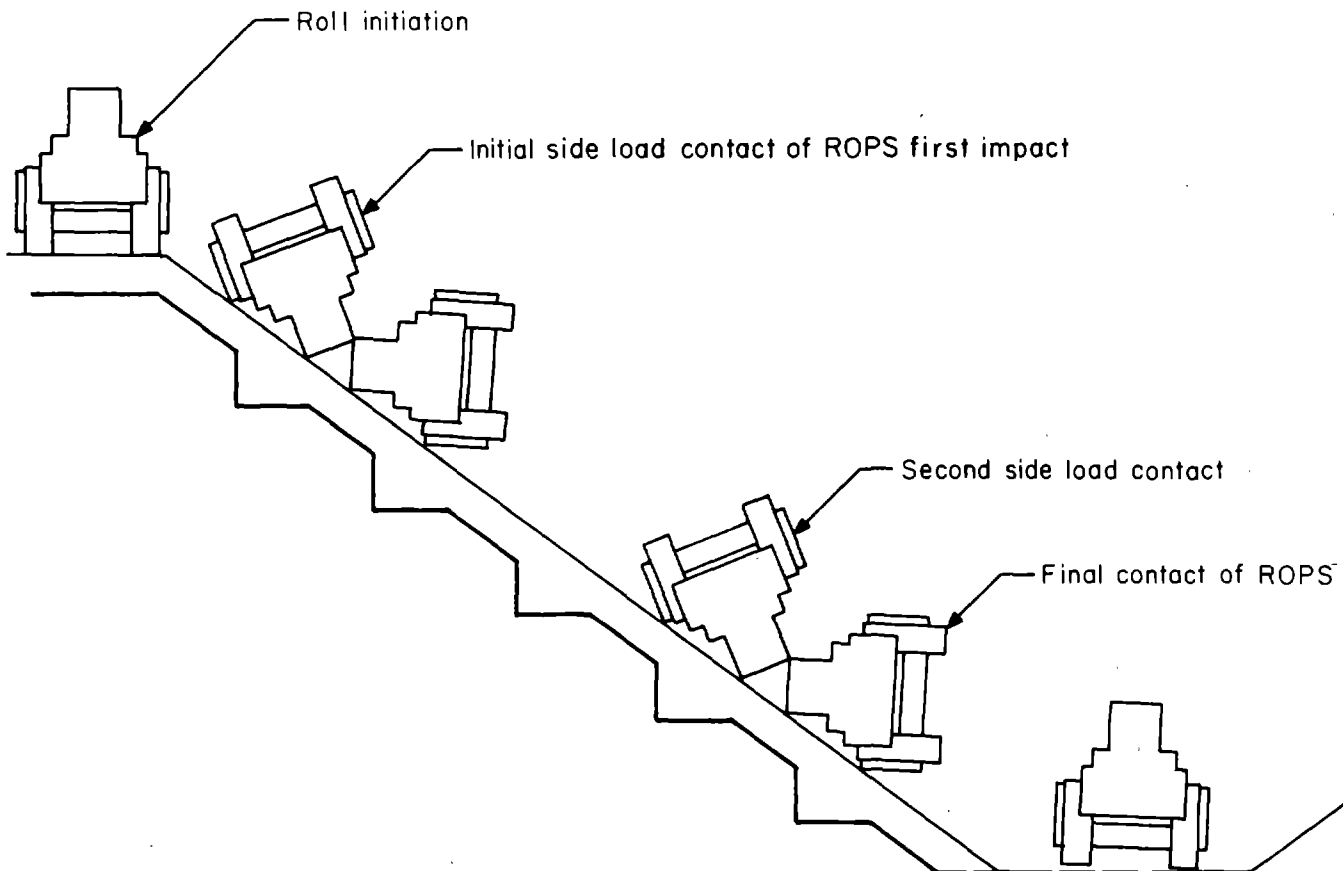 Roll initiation
Initial side load contact of ROPS first impact
Second side load contact
Final contact of ROPS